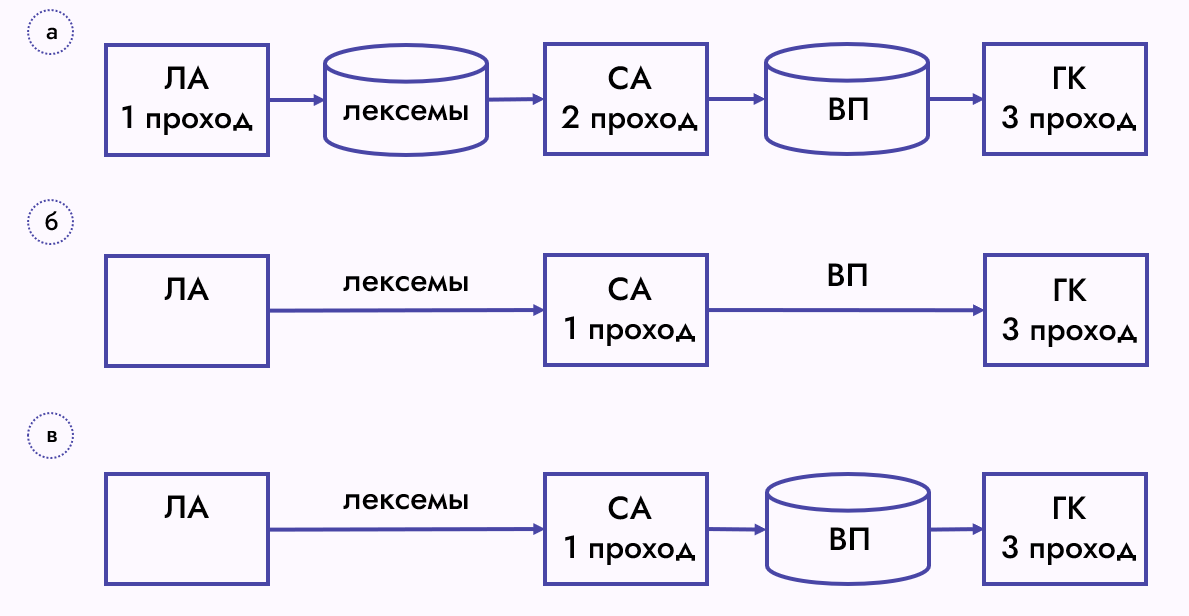 а
ЛА
1 проход
лексемы
СА
2 проход
ВП
ГК
3 проход
б
ЛА
лексемы
СА
1 проход
ВП
ГК
3 проход
в
ЛА
лексемы
СА
1 проход
ВП
ГК
3 проход